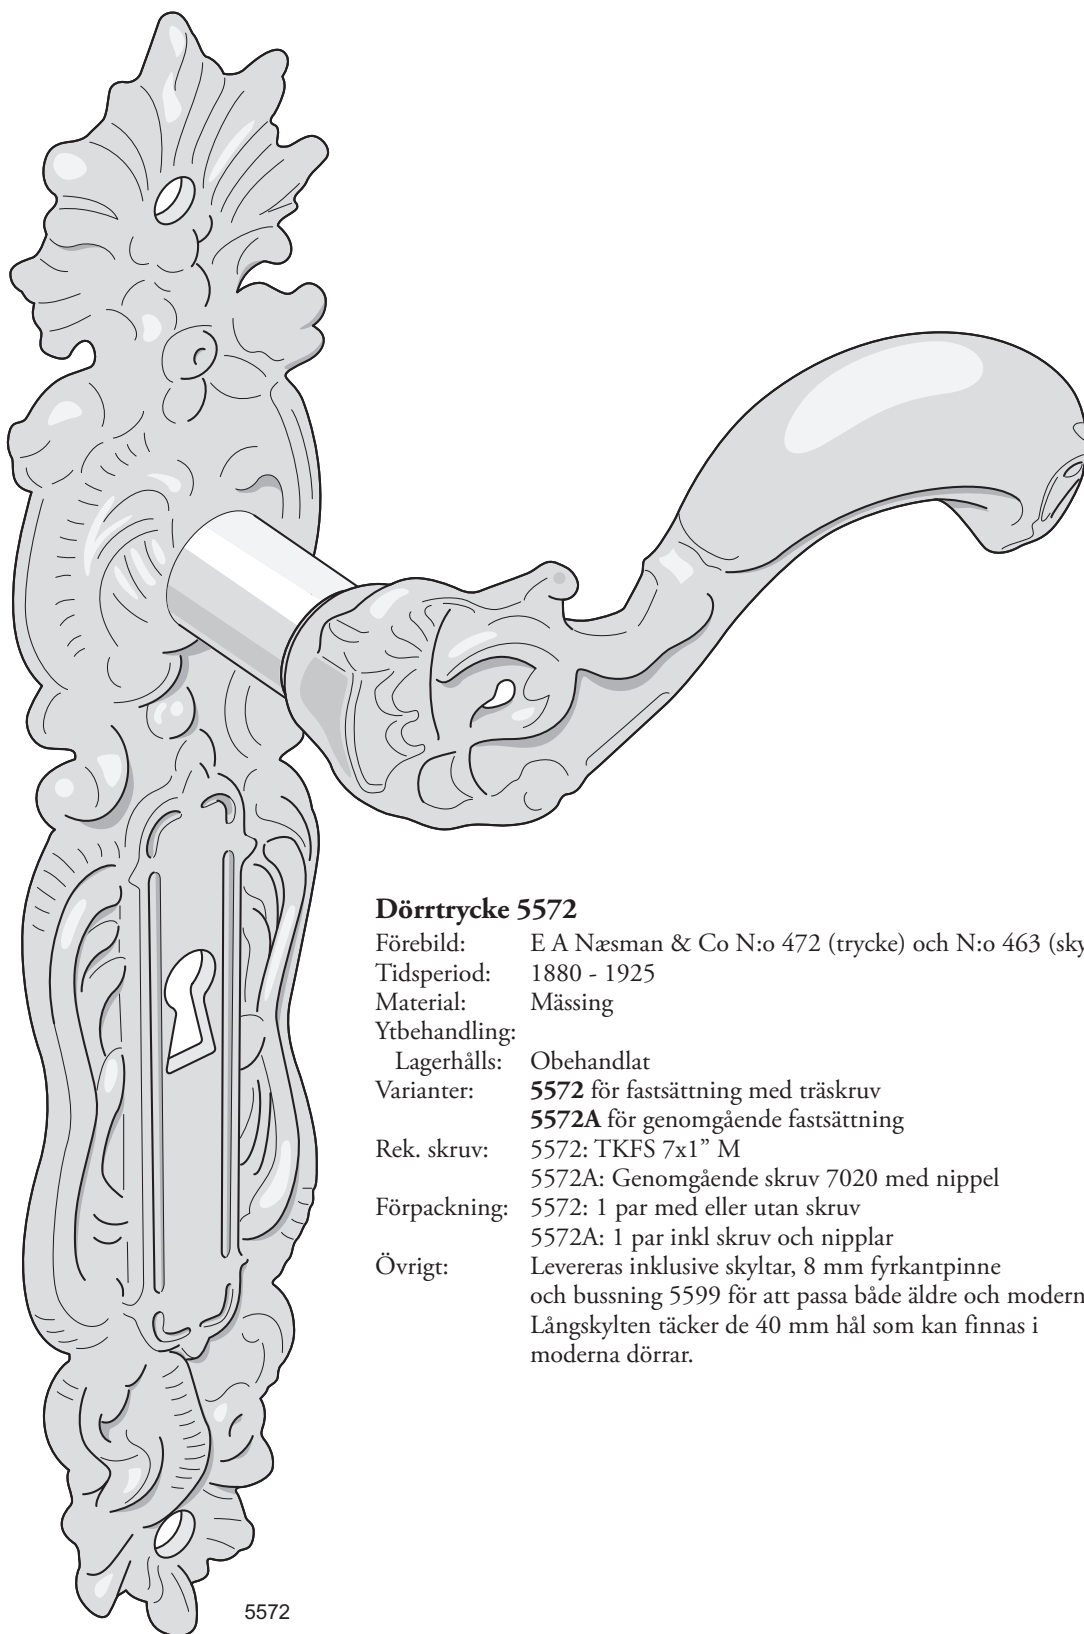 Dörrtrycke 5572
Förebild: E A Næsman & Co N:o 472 (trycke) och N:o 463
Tidsperiod: 1880 - 1925
Material: Mässing
Ytbehandling:
Lagerhålls: Obehandlat
Varianter: 5572 för fastsättning med träskruv
5572A för genomgående fastsättning
Rek. skruv: 5572: TKFS 7x1” M
5572A: Genomgående skruv 7020 med nippel
Förpackning: 5572: 1 par med eller utan skruv
5572A: 1 par inkl skruv och nipplar
Övrigt: Levereras inklusive skyltar, 8 mm fyrkantpinne
och bussning 5599 för att passa både äldre och
Långskylten täcker de 40 mm hål som kan finnas i
moderna dörrar.
5572